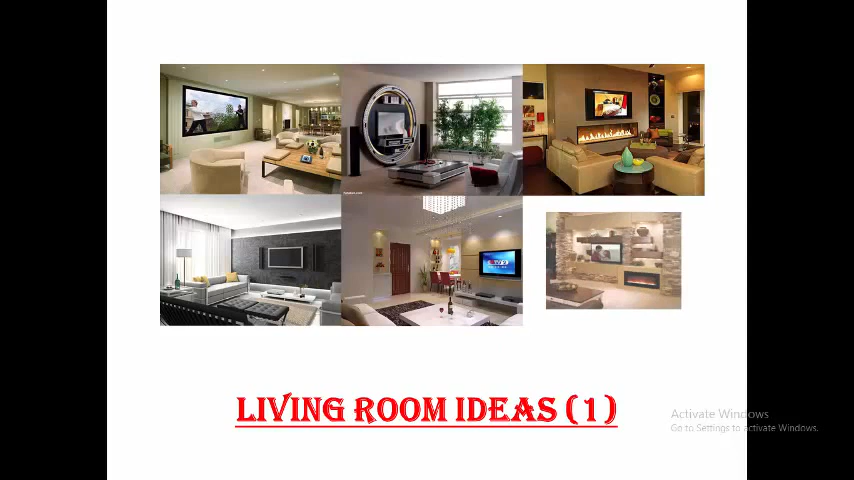 LIVING ROOM IDEAS (1)
Activate Windows
Go to Settings to activate Windows.